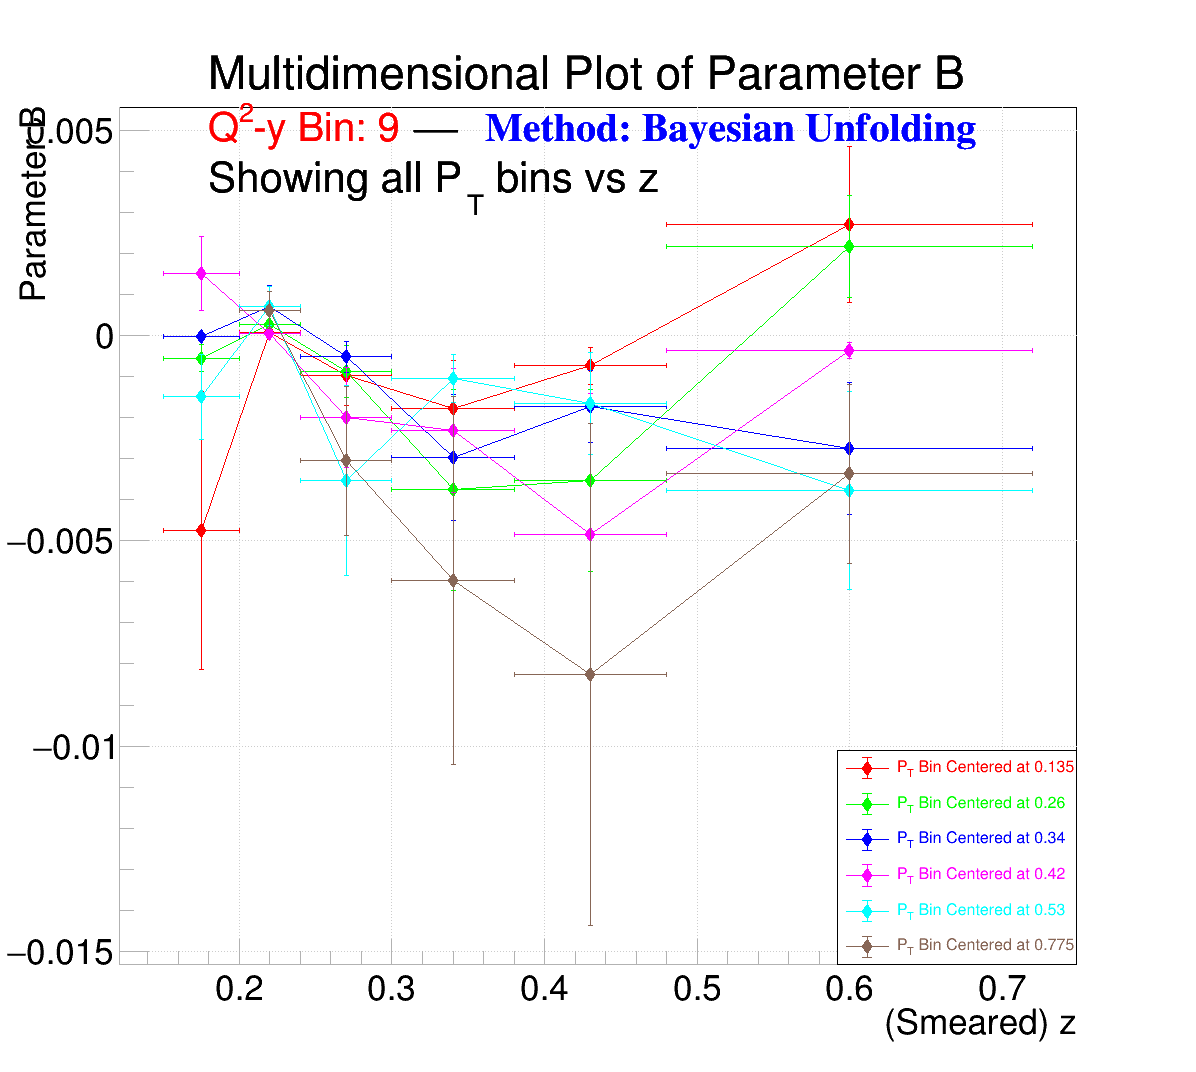 Multidimensional Plot of Parameter B
Q²-y Bin: 9 — Method: Bayesian Unfolding
Showing all P_T bins vs z
Parameter B
0.005
0
−0.005
−0.01
−0.015
P_T Bin Centered at 0.135
P_T Bin Centered at 0.26
P_T Bin Centered at 0.34
P_T Bin Centered at 0.42
P_T Bin Centered at 0.53
P_T Bin Centered at 0.775
0.2 0.3 0.4 0.5 0.6 0.7
(Smeared) z